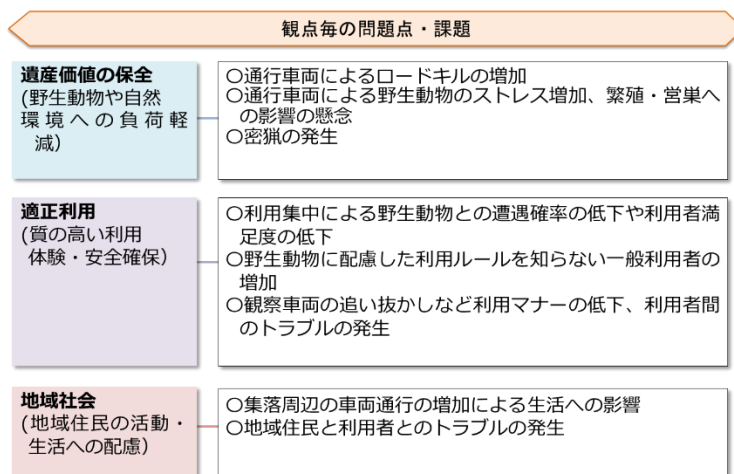 観点毎の問題点・課題
遺産価値の保全
(野生動物や自然
環境への負荷軽
減)
〇通行車両によるロードキルの増加
〇通行車両による野生動物のストレス増加、繁殖・営巣へ
の影響の懸念
〇密猟の発生
適正利用
(質の高い利用
体験・安全確保)
〇利用集中による野生動物との遭遇確率の低下や利用者満
足度の低下
〇野生動物に配慮した利用ルールを知らない一般利用者の
増加
〇観察車両の追い抜かしなど利用マナーの低下、利用者間
のトラブルの発生
地域社会
(地域住民の活動・
生活への配慮)
〇集落周辺の車両通行の増加による生活への影響
〇地域住民と利用者とのトラブルの発生